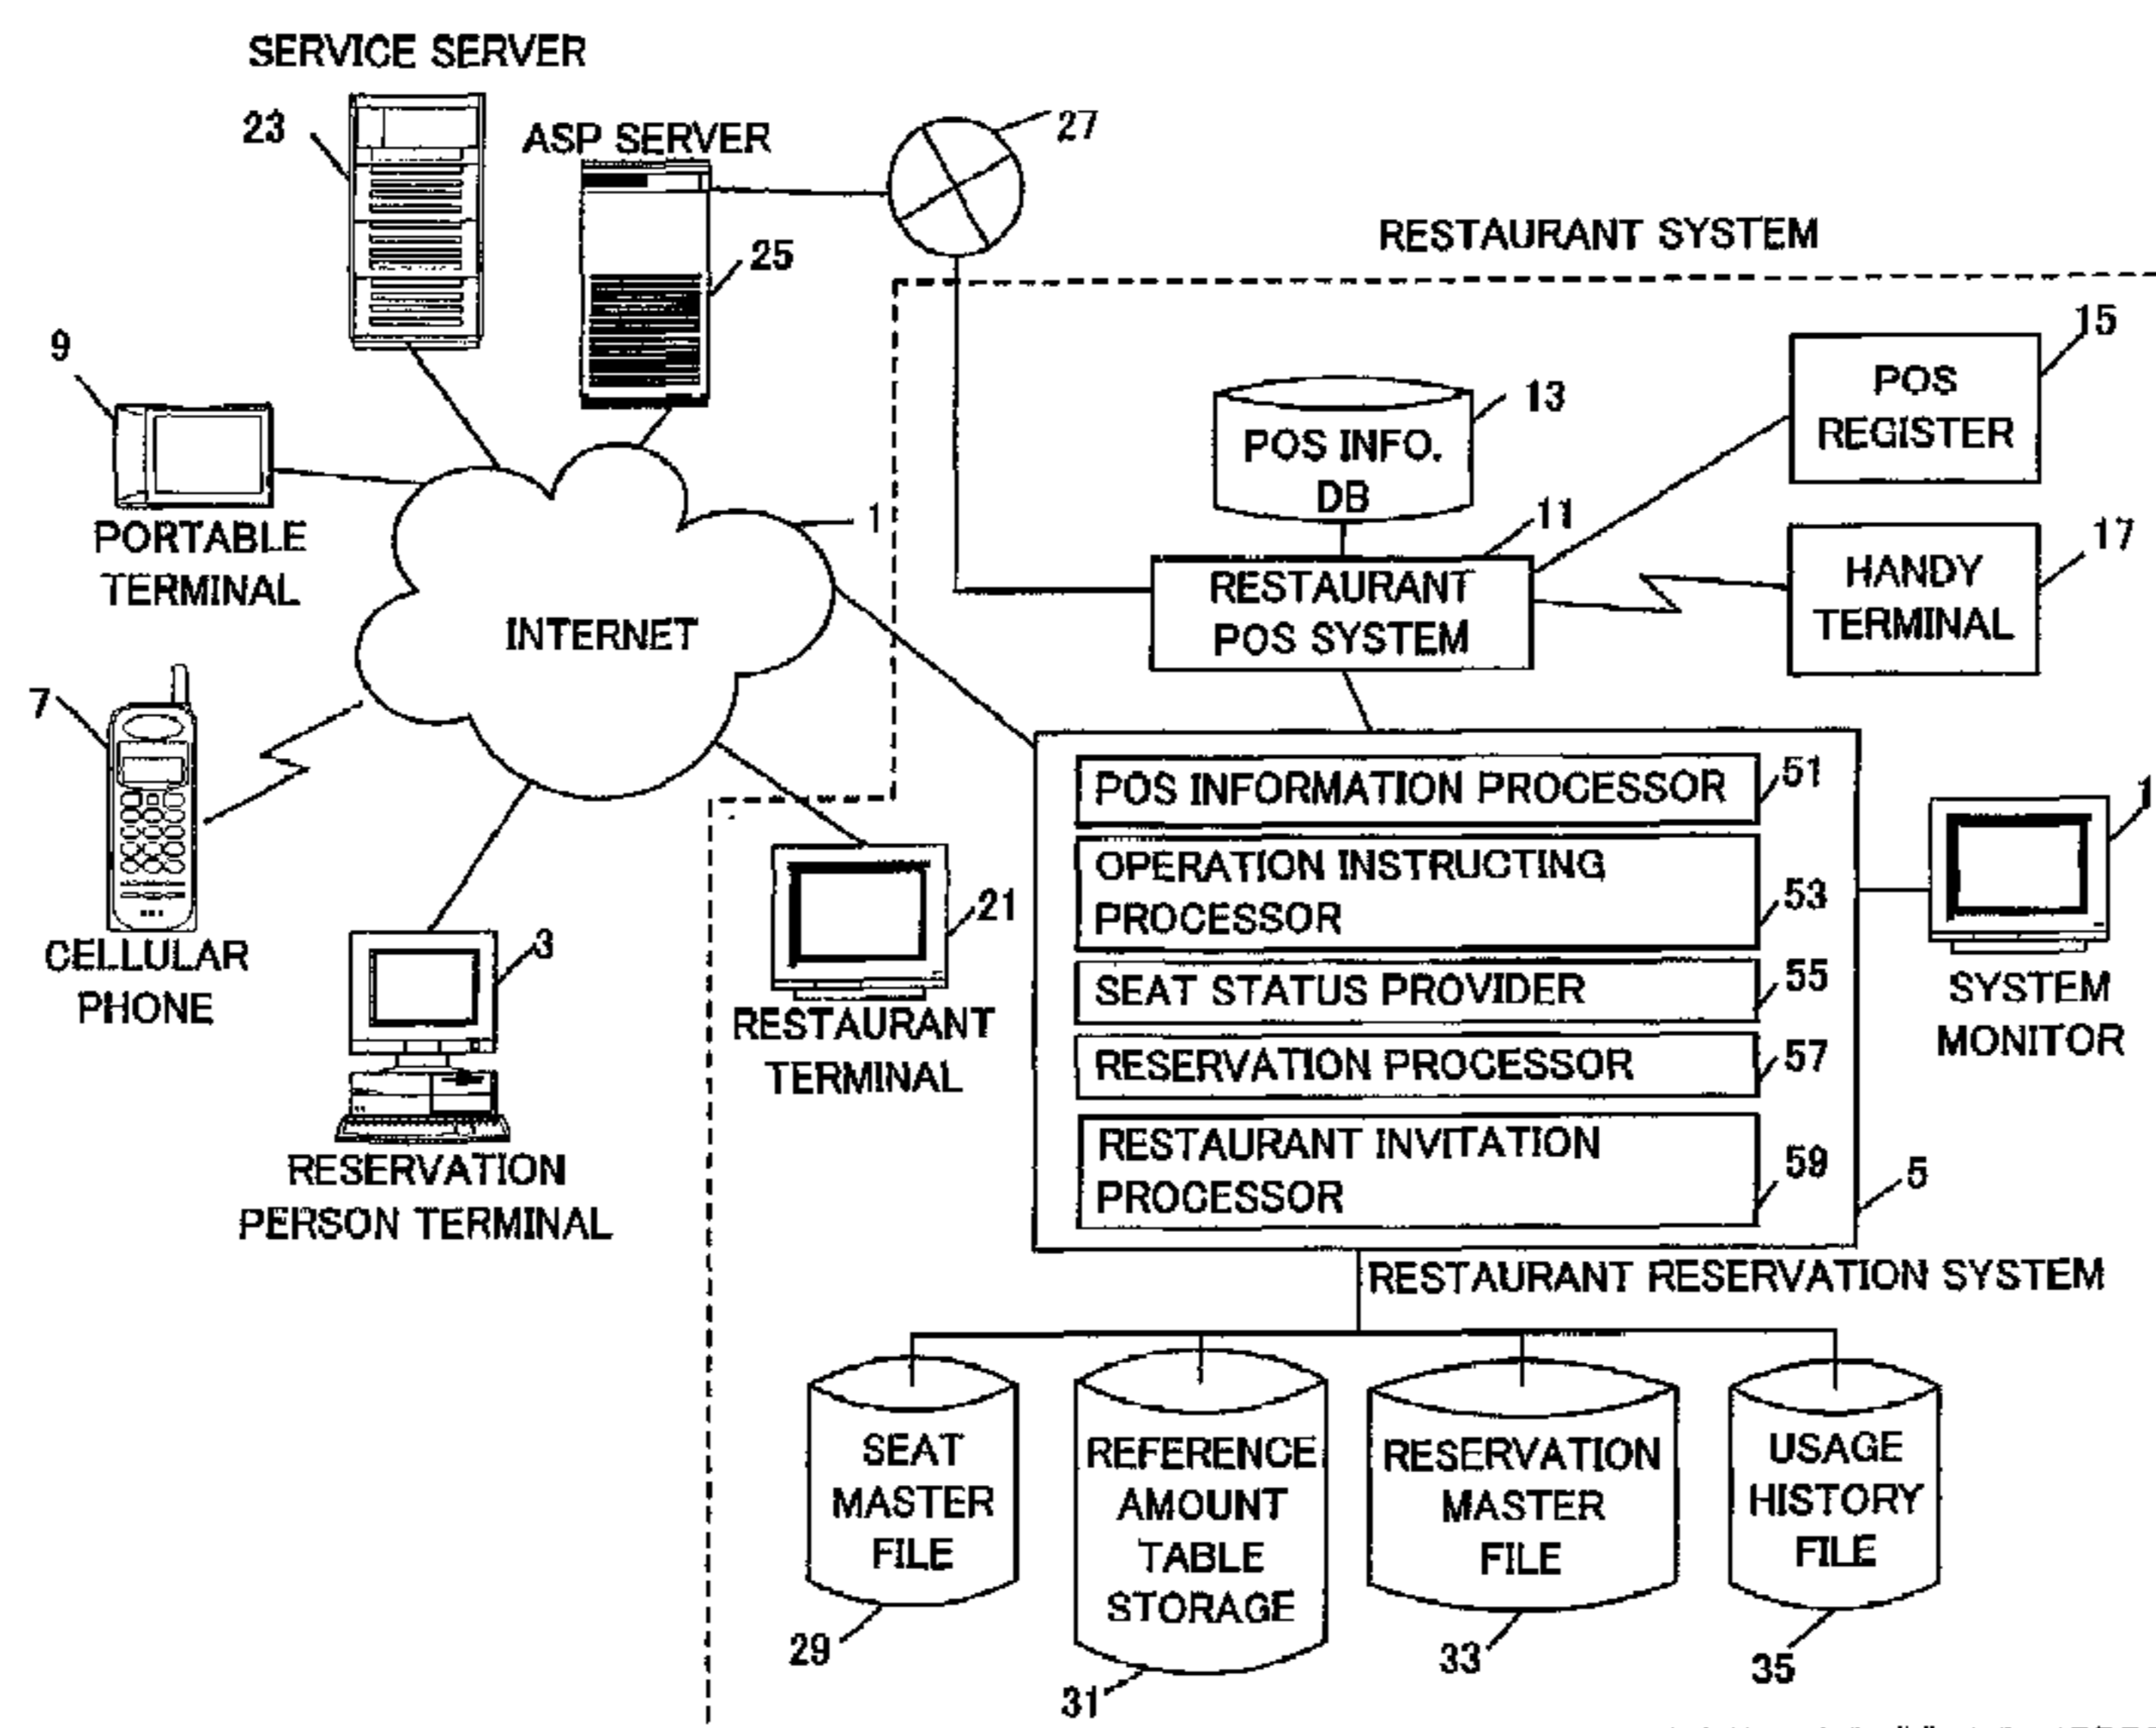 SERVICE SERVER
23
ASP SERVER
27
25
RESTAURANT SYSTEM
9
PORTABLE
TERMINAL
1
INTERNET
13
POS INFO.
DB
15
POS
REGISTER
11
RESTAURANT
POS SYSTEM
17
HANDY
TERMINAL
7
CELLULAR
PHONE
3
RESERVATION
PERSON TERMINAL
21
RESTAURANT
TERMINAL
POS INFORMATION PROCESSOR
51
OPERATION INSTRUCTING
PROCESSOR
53
SEAT STATUS PROVIDER
55
RESERVATION PROCESSOR
57
RESTAURANT INVITATION
PROCESSOR
59
5
1
SYSTEM
MONITOR
RESTAURANT RESERVATION SYSTEM
SEAT
MASTER
FILE
29
REFERENCE
AMOUNT
TABLE
STORAGE
31
RESERVATION
MASTER
FILE
33
USAGE
HISTORY
FILE
35